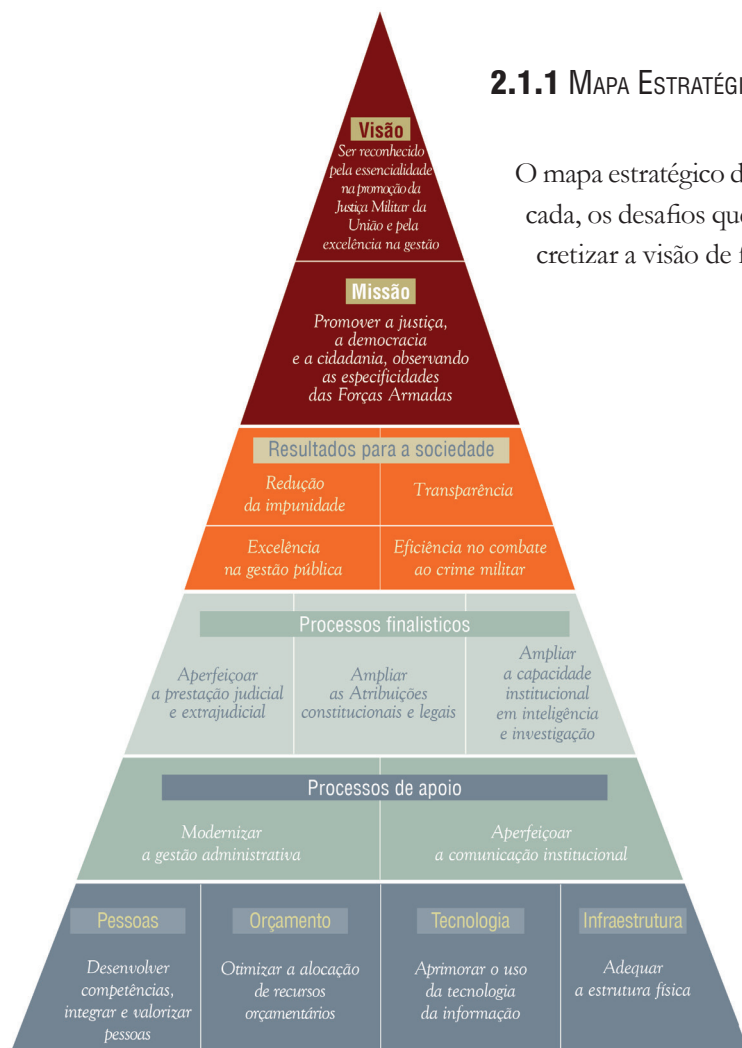 2.1.1 Mapa Estratégi
O mapa estratégico d
cada, os desafios que
cretizar a visão de f
Visão
Ser reconhecido
pela essencialidade
na promoção da
Justiça Militar da
União e pela
excelência na gestão
Missão
Promover a justiça,
a democracia
e a cidadania, observando
as especificidades
das Forças Armadas
Resultados para a sociedade
Redução
da impunidade
Transparência
Excelência
na gestão pública
Eficiência no combate
ao crime militar
Processos finalisticos
Aperfeiçoar
a prestação judicial
e extrajudicial
Ampliar
as Atribuições
constitucionais e legais
Ampliar
a capacidade
institucional
em inteligência
e investigação
Processos de apoio
Modernizar
a gestão administrativa
Aperfeiçoar
a comunicação institucional
Pessoas
Desenvolver
competências,
integrar e valorizar
pessoas
Orçamento
Otimizar a alocação
de recursos
orçamentários
Tecnologia
Aprimorar o uso
da tecnologia
da informação
Infraestrutura
Adequar
a estrutura física